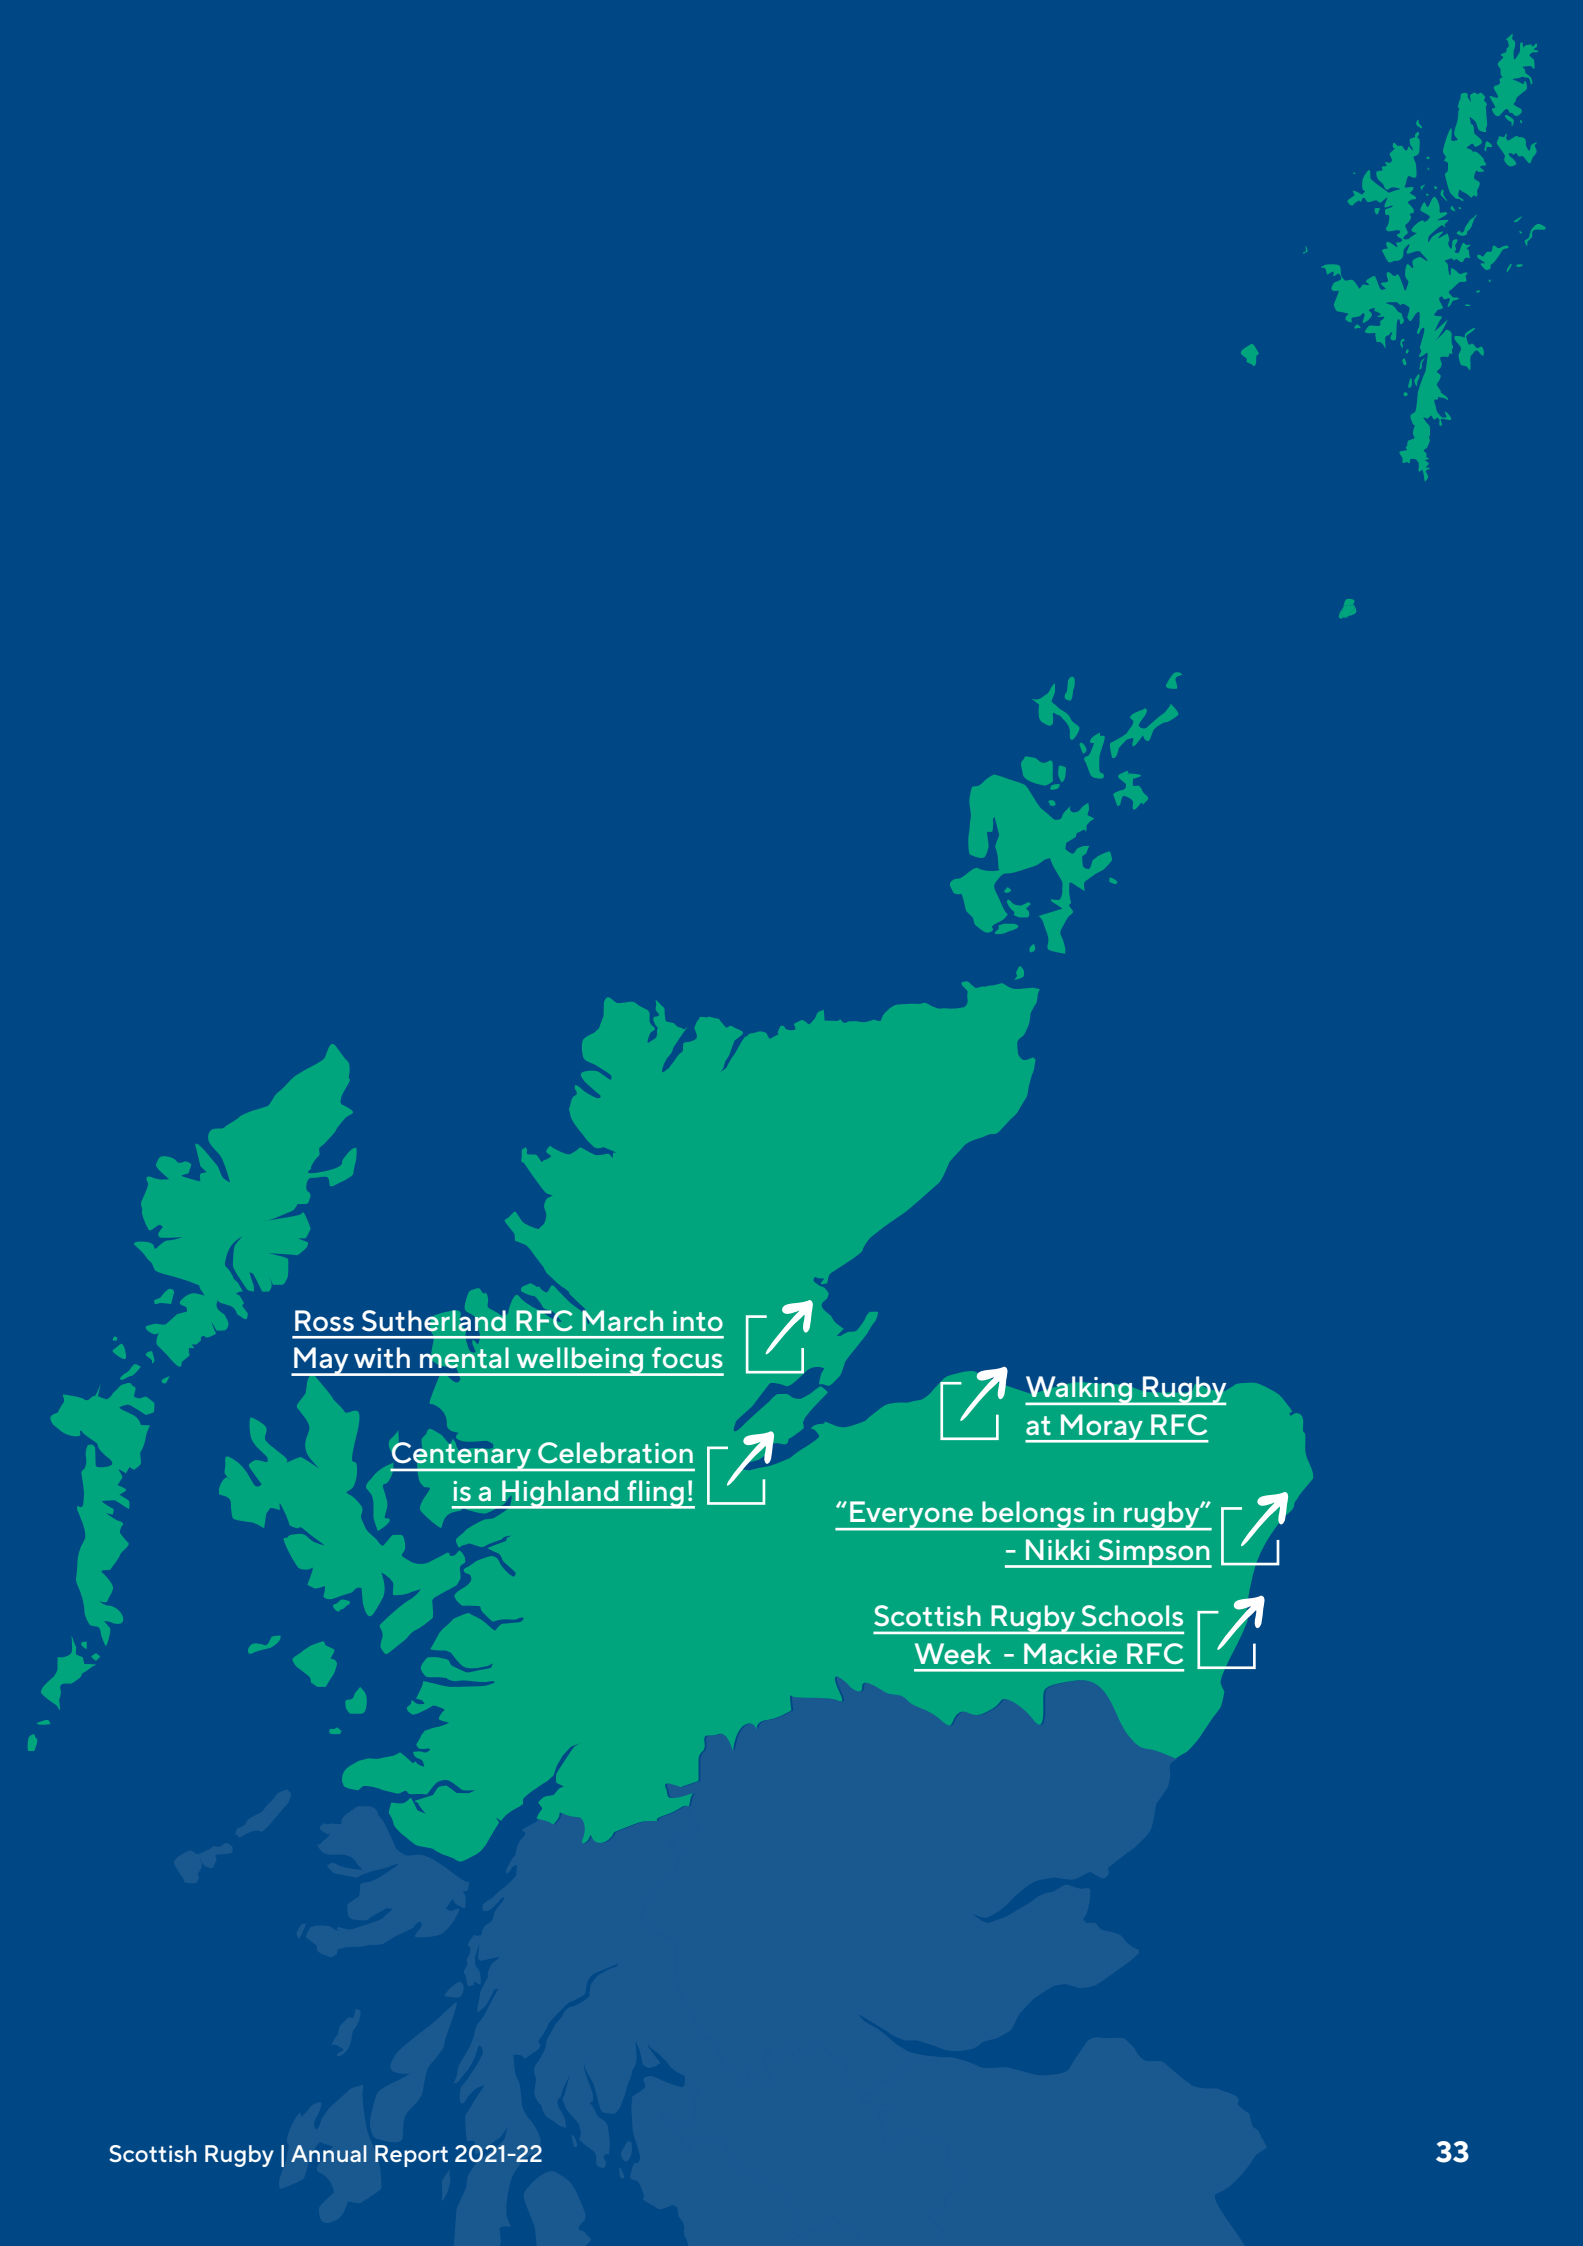 Ross Sutherland RFC March into
May with mental wellbeing focus
Walking Rugby
at Moray RFC
Centenary Celebration
is a Highland fling!
“Everyone belongs in rugby”
- Nikki Simpson
Scottish Rugby Schools
Week - Mackie RFC
Scottish Rugby | Annual Report 2021-22
33